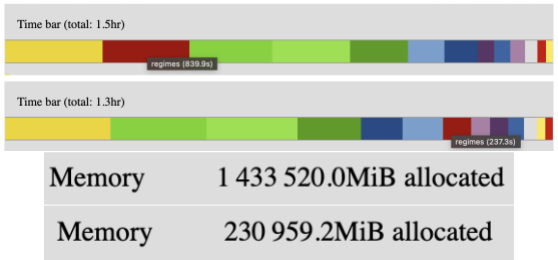 Time bar (total: 1.5hr)
regimes (839.9s)
Time bar (total: 1.3hr)
regimes (237.3s)
Memory 1 433 520.0MiB allocated
Memory 230 959.2MiB allocated